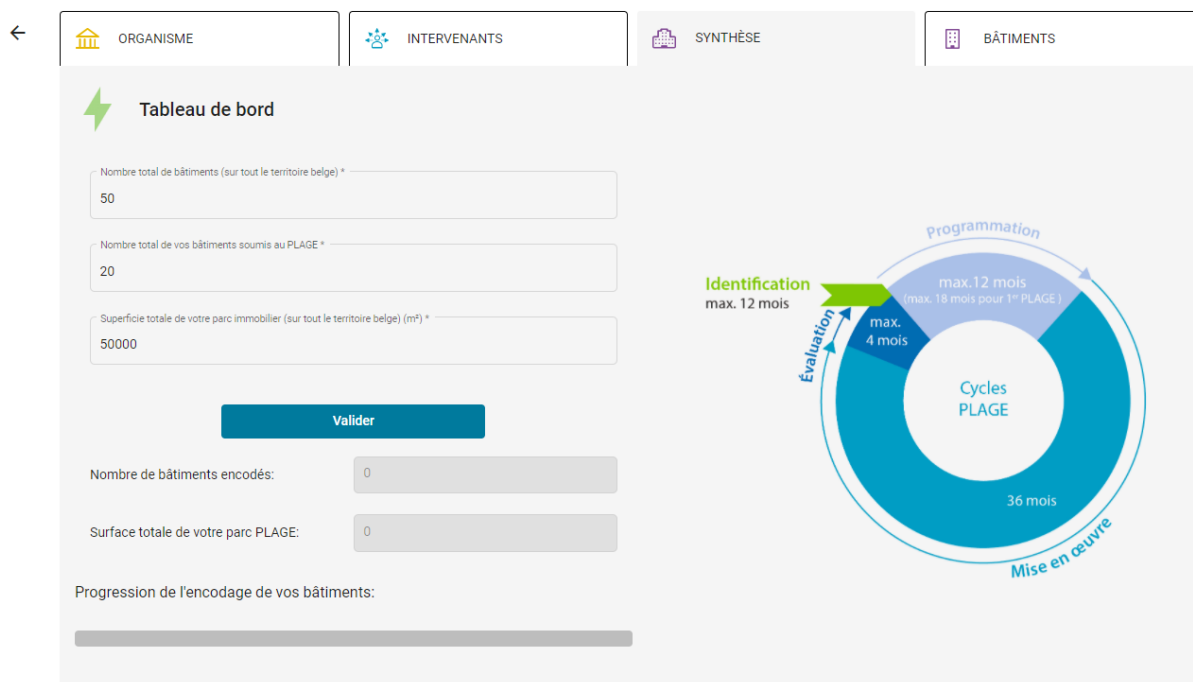 ORGANISME
INTERVENANTS
SYNTHÈSE
BÂTIMENTS
Tableau de bord
Nombre total de bâtiments (sur tout le territoire belge) *
50
Nombre total de vos bâtiments soumis au PLAGE *
20
Superficie totale de votre parc immobilier (sur tout le territoire belge) (m²) *
50000
Valider
Nombre de bâtiments encodés:
0
Surface totale de votre parc PLAGE:
0
Progression de l'encodage de vos bâtiments:
Programmation
Identification
max. 12 mois
max.12 mois
(max. 18 mois pour 1er PLAGE )
Évaluation
max.
4 mois
Cycles
PLAGE
36 mois
Mise en œuvre